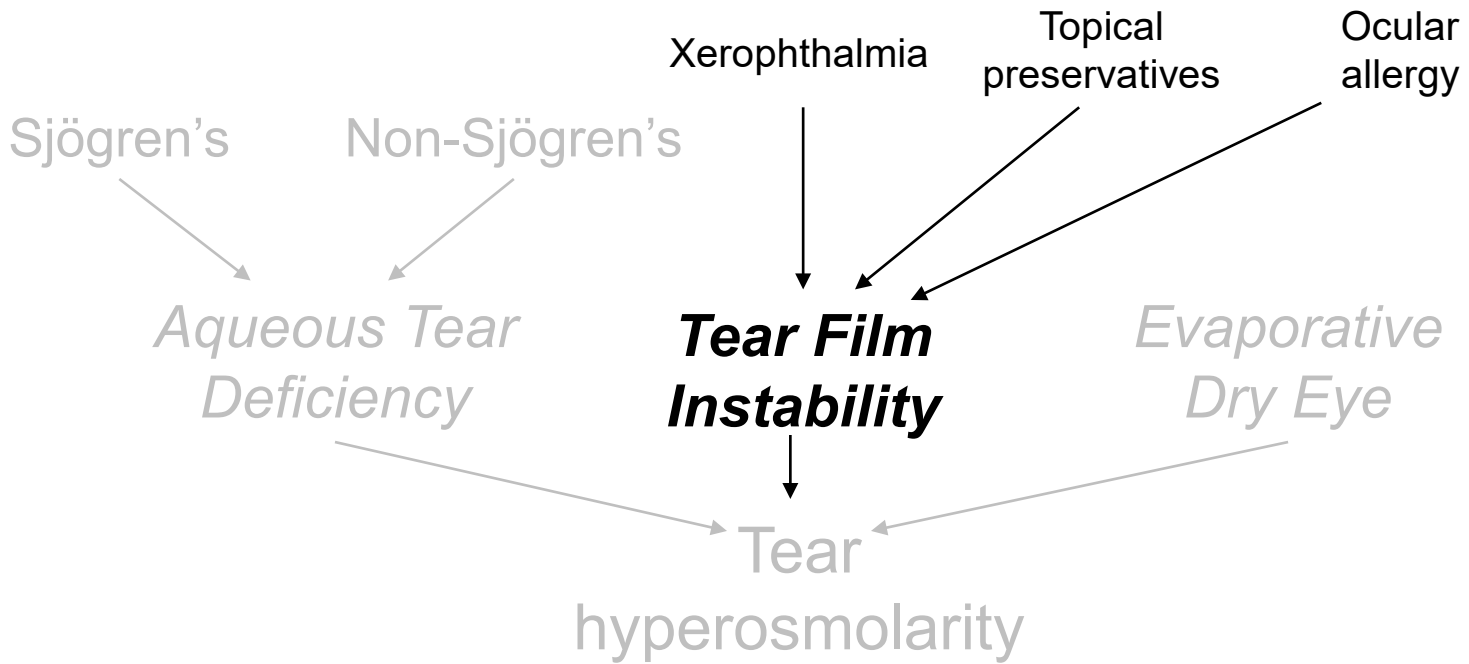 Xerophthalmia
Topical
preservatives
Ocular
allergy
Sjögren's
Non-Sjögren's
Aqueous Tear
Deficiency
Tear Film
Instability
Evaporative
Dry Eye
Tear
hyperosmolarity